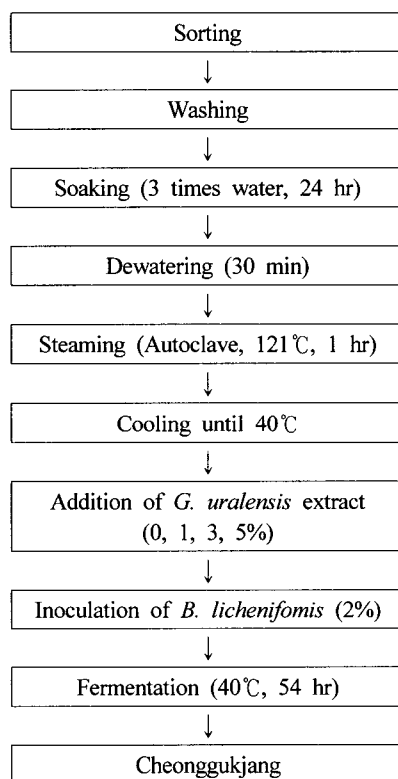 Sorting
↓
Washing
↓
Soaking (3 times water, 24 hr)
↓
Dewatering (30 min)
↓
Steaming (Autoclave, 121℃, 1 hr)
↓
Cooling until 40℃
↓
Addition of G. uralensis extract
(0, 1, 3, 5%)
↓
Inoculation of B. lichenifomis (2%)
↓
Fermentation (40℃, 54 hr)
↓
Cheonggukjang